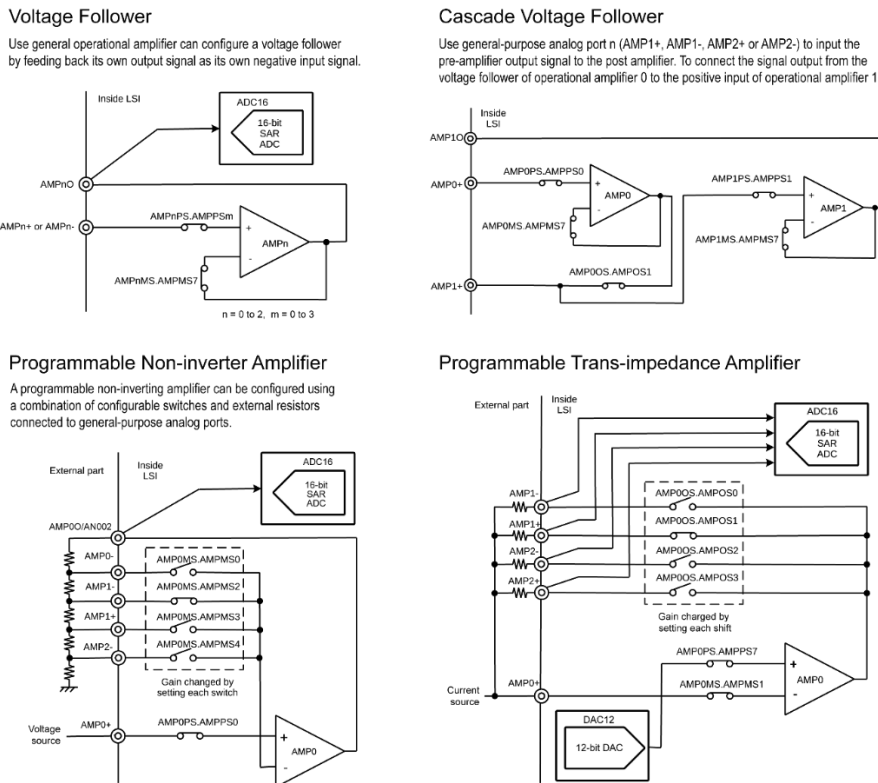 Voltage Follower
Use general operational amplifier can configure a voltage follower
by feeding back its own output signal as its own negative input signal.
Inside LSI
ADC16
16-bit
SAR
ADC
AMPnO
AMPn+ or AMPn-
AMPnPS.AMPPSm
+
AMPn
-
AMPnMS.AMPMS7
n = 0 to 2, m = 0 to 3
Cascade Voltage Follower
Use general-purpose analog port n (AMP1+, AMP1-, AMP2+ or AMP2-) to input the
pre-amplifier output signal to the post amplifier. To connect the signal output from the
voltage follower of operational amplifier 0 to the positive input of operational amplifier 1
Inside
LSI
AMP1O
AMP0+
AMP0PS.AMPPS0
+
AMP0
-
AMP0MS.AMPMS7
AMP1PS.AMPPS1
+
AMP1
-
AMP1MS.AMPMS7
AMP0OS.AMPOS1
AMP1+
Programmable Non-inverter Amplifier
A programmable non-inverting amplifier can be configured using
a combination of configurable switches and external resistors
connected to general-purpose analog ports.
External part
Inside
LSI
ADC16
16-bit
SAR
ADC
AMP0O/AN002
AMP0-
AMP0MS.AMPMS0
AMP1-
AMP0MS.AMPMS2
AMP1+
AMP0MS.AMPMS3
AMP2-
AMP0MS.AMPMS4
Gain changed by
setting each switch
Voltage
source
AMP0+
AMP0PS.AMPPS0
+
AMP0
-
Programmable Trans-impedance Amplifier
External part
Inside
LSI
ADC16
16-bit
SAR
ADC
AMP1-
AMP0OS.AMPOS0
AMP1+
AMP0OS.AMPOS1
AMP2-
AMP0OS.AMPOS2
AMP2+
AMP0OS.AMPOS3
Gain charged by
setting each shift
AMP0PS.AMPPS7
+
AMP0
-
Current
source
AMP0+
AMP0MS.AMPMS1
DAC12
12-bit DAC